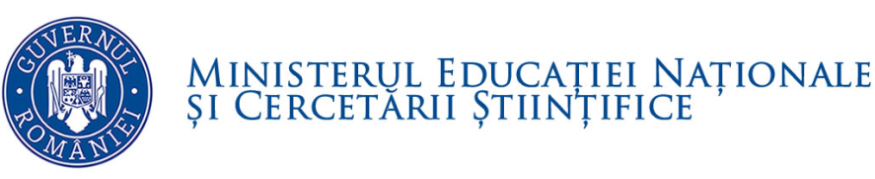 GUVERNUL
ROMÂNIEI
MINISTERUL EDUCAȚIEI NAȚIONALE
ȘI CERCETĂRII ȘTIINȚIFICE